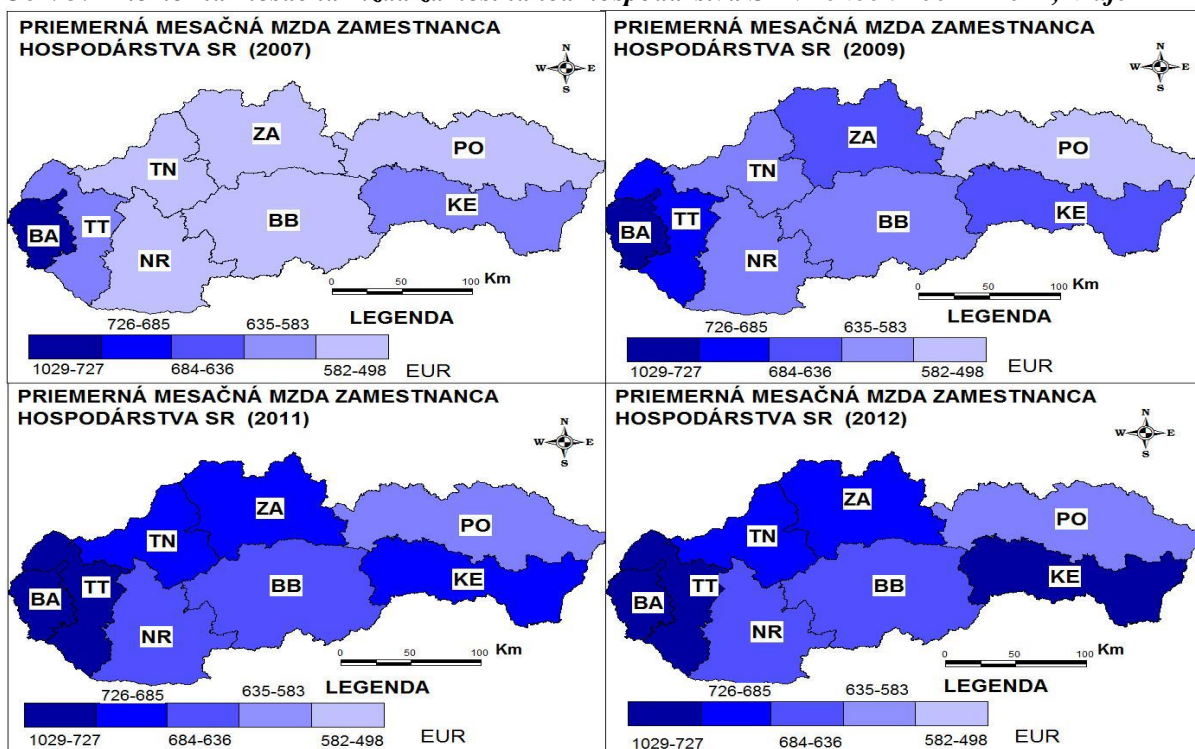 PRIEMERNÁ MESAČNÁ MZDA ZAMESTNANCA
HOSPODÁRSTVA SR (2007)
N
W E
S
ZA
PO
TN
KE
BB
TT
BA
NR
0 50 100 Km
LEGENDA
726-685 635-583
1029-727 684-636 582-498 EUR
PRIEMERNÁ MESAČNÁ MZDA ZAMESTNANCA
HOSPODÁRSTVA SR (2009)
N
W E
S
ZA
PO
TN
KE
TT
BB
BA
NR
0 50 100 Km
LEGENDA
726-685 635-583
1029-727 684-636 582-498 EUR
PRIEMERNÁ MESAČNÁ MZDA ZAMESTNANCA
HOSPODÁRSTVA SR (2011)
N
W E
S
ZA
PO
TN
KE
TT
BB
BA
NR
0 50 100 Km
LEGENDA
726-685 635-583
1029-727 684-636 582-498 EUR
PRIEMERNÁ MESAČNÁ MZDA ZAMESTNANCA
HOSPODÁRSTVA SR (2012)
N
W E
S
ZA
PO
TN
KE
TT
BB
BA
NR
0 50 100 Km
LEGENDA
726-685 635-583
1029-727 684-636 582-498 EUR